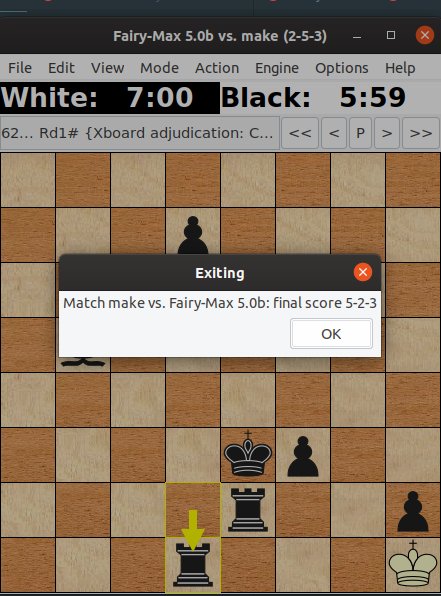 Fairy-Max 5.0b vs. make (2-5-3)
File Edit View Mode Action Engine Options Help
White: 7:00 Black: 5:59
62... Rd1# {Xboard adjudication: C... << < P > >>
Exiting
Match make vs. Fairy-Max 5.0b: final score 5-2-3
OK